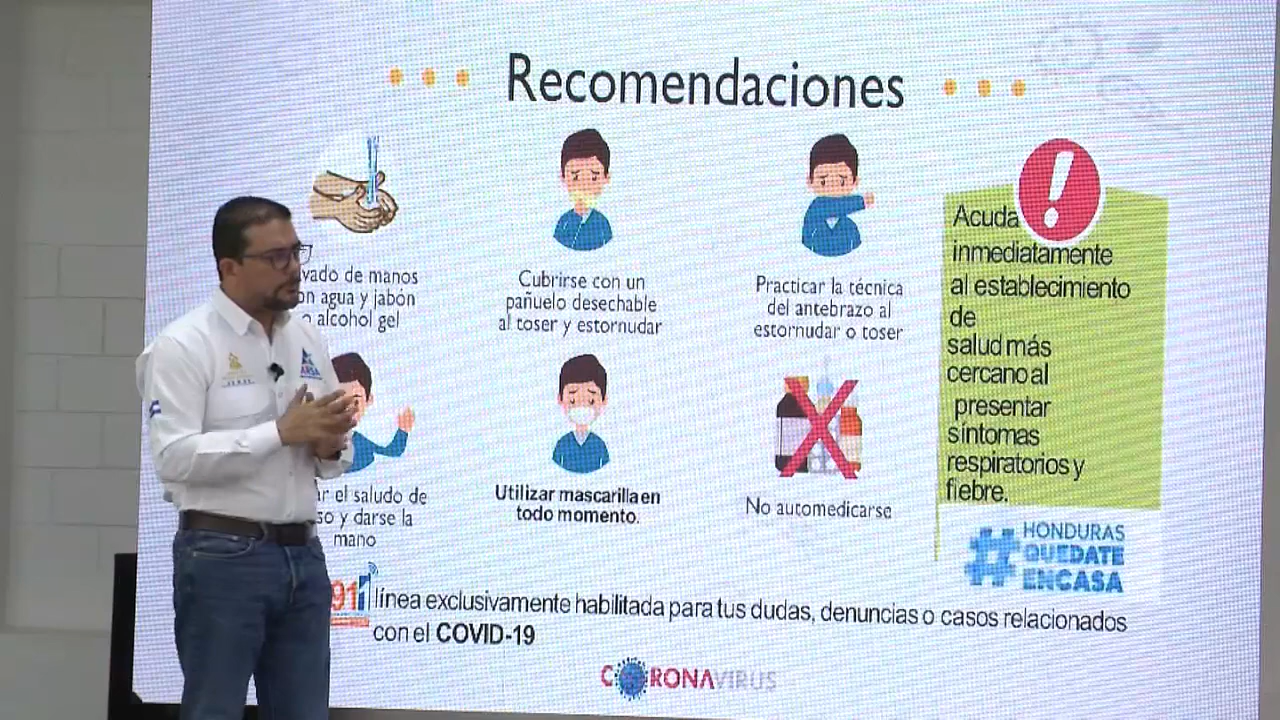 Recomendaciones
vado de manos
on agua y jabón
o alcohol gel
Cubrirse con un
pañuelo desechable
al toser y estornudar
Practicar la técnica
del antebrazo al
estornudar o toser
r el saludo de
so y darse la
mano
Utilizar mascarilla en
todo momento.
No automedicarse
Acuda
inmediatamente
al establecimiento
de
salud más
cercano al
presentar
síntomas
respiratorios y
fiebre.
#HONDURAS
QUEDATE
ENCASA
911 línea exclusivamente habilitada para tus dudas, denuncias o casos relacionados
con el COVID-19
CORONAVIRUS
ARSA